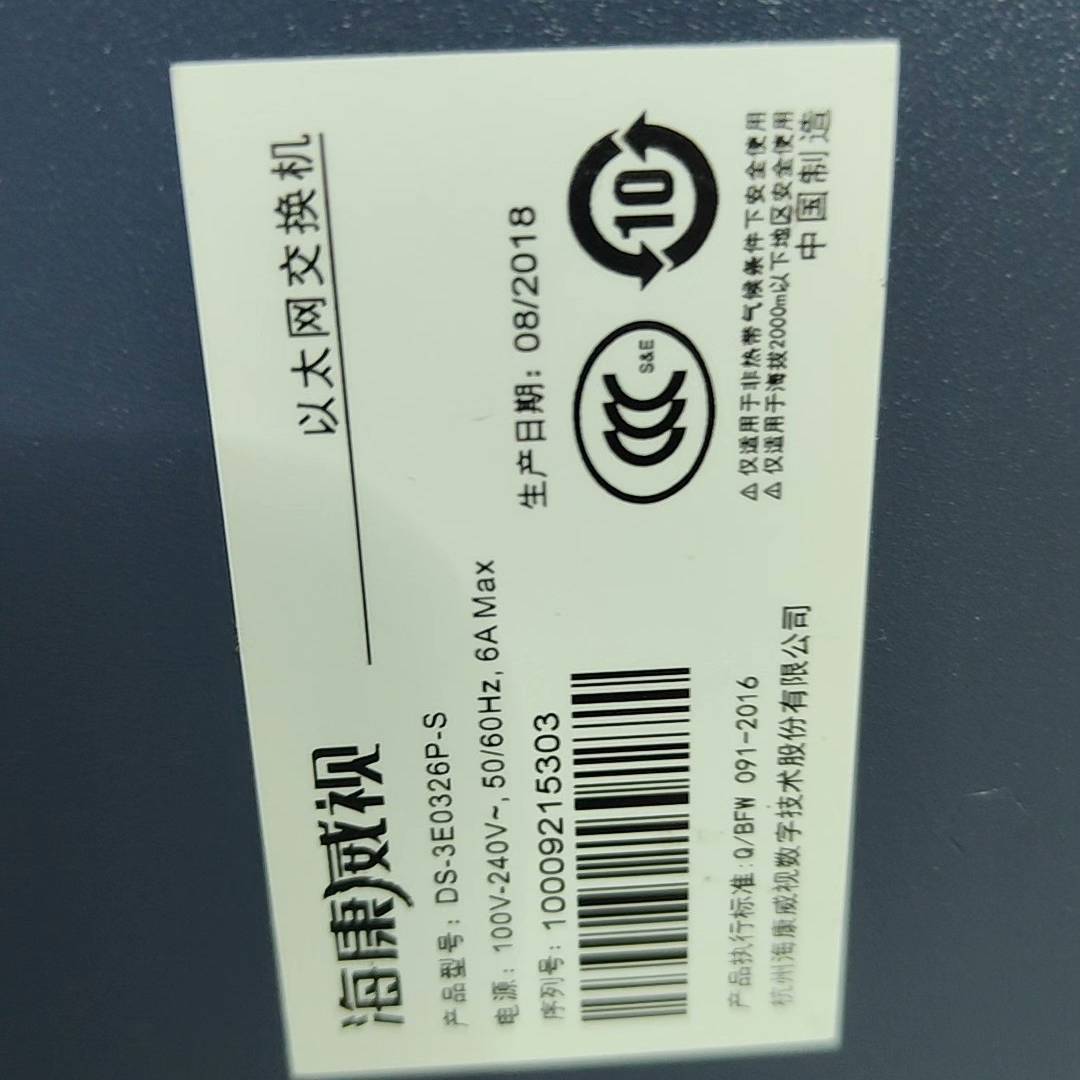 海康威视
以太网交换机
产品型号：DS-3E0326P-S
电源：100V-240V~, 50/60Hz, 6A Max
生产日期：08/2018
序列号：10009215303
10
S&E
产品执行标准:Q/BFW 091-2016
⚠仅适用于非热带气候条件下安全使用
⚠仅适用于海拔2000m以下地区安全使用
杭州海康威视数字技术股份有限公司
中国制造